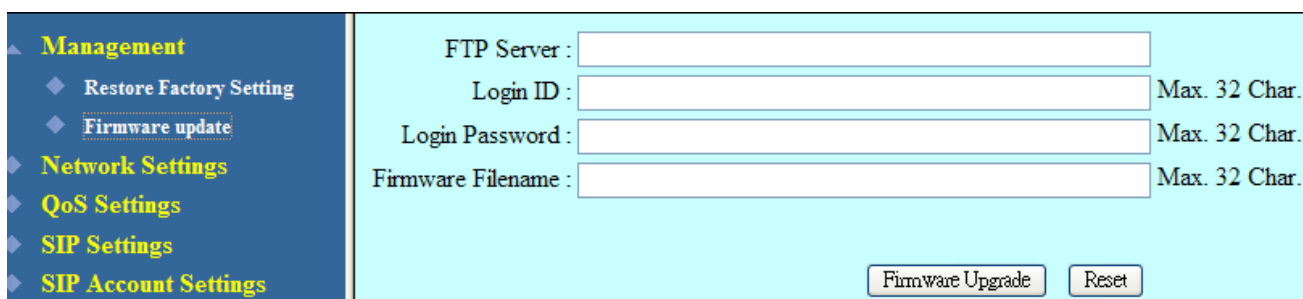 Management
Restore Factory Setting
Firmware update
Network Settings
QoS Settings
SIP Settings
SIP Account Settings
FTP Server :
Login ID : Max. 32 Char.
Login Password : Max. 32 Char.
Firmware Filename : Max. 32 Char.
Firmware Upgrade Reset